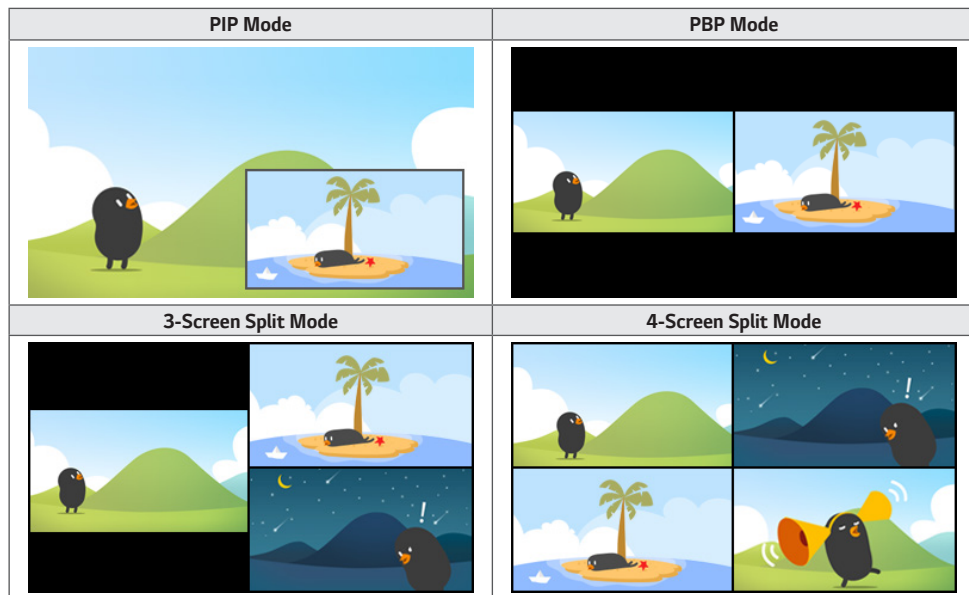 PIP Mode
PBP Mode
3-Screen Split Mode
4-Screen Split Mode